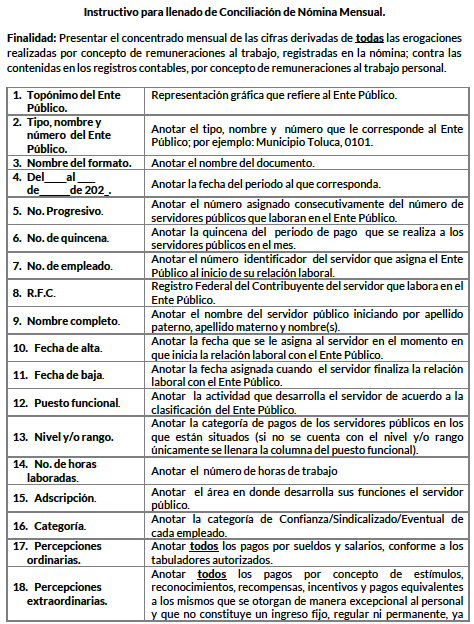 Instructivo para llenado de Conciliación de Nómina Mensual.
Finalidad: Presentar el concentrado mensual de las cifras derivadas de todas las erogaciones
realizadas por concepto de remuneraciones al trabajo, registradas en la nómina; contra las
contenidas en los registros contables, por concepto de remuneraciones al trabajo personal.
1. Topónimo del Ente
Público.
Representación gráfica que refiere al Ente Público.
2. Tipo, nombre y
número del Ente
Público.
Anotar el tipo, nombre y número que le corresponde al Ente
Público; por ejemplo: Municipio Toluca, 0101.
3. Nombre del formato.
Anotar el nombre del documento.
4. Del____al ___
de______de 202_.
Anotar la fecha del periodo al que corresponda.
5. No. Progresivo.
Anotar el número asignado consecutivamente del número de
servidores públicos que laboran en el Ente Público.
6. No. de quincena.
Anotar la quincena del periodo de pago que se realiza a los
servidores públicos en el mes.
7. No. de empleado.
Anotar el número identificador del servidor que asigna el Ente
Público al inicio de su relación laboral.
8. R.F.C.
Registro Federal del Contribuyente del servidor que labora en el
Ente Público.
9. Nombre completo.
Anotar el nombre del servidor público iniciando por apellido
paterno, apellido materno y nombre(s).
10. Fecha de alta.
Anotar la fecha que se le asigna al servidor en el momento en
que inicia la relación laboral con el Ente Público.
11. Fecha de baja.
Anotar la fecha asignada cuando el servidor finaliza la relación
laboral con el Ente Público.
12. Puesto funcional.
Anotar la actividad que desarrolla el servidor de acuerdo a la
clasificación del Ente Público.
13. Nivel y/o rango.
Anotar la categoría de pagos de los servidores públicos en los
que están situados (si no se cuenta con el nivel y/o rango
únicamente se llenara la columna del puesto funcional).
14. No. de horas
laboradas.
Anotar el número de horas de trabajo
15. Adscripción.
Anotar el área en donde desarrolla sus funciones el servidor
público.
16. Categoría.
Anotar la categoría de Confianza/Sindicalizado/Eventual de
cada empleado.
17. Percepciones
ordinarias.
Anotar todos los pagos por sueldos y salarios, conforme a los
tabuladores autorizados.
18. Percepciones
extraordinarias.
Anotar todos los pagos por concepto de estímulos,
reconocimientos, recompensas, incentivos y pagos equivalentes
a los mismos que se otorgan de manera excepcional al personal
y que no constituye un ingreso fijo, regular ni permanente, ya